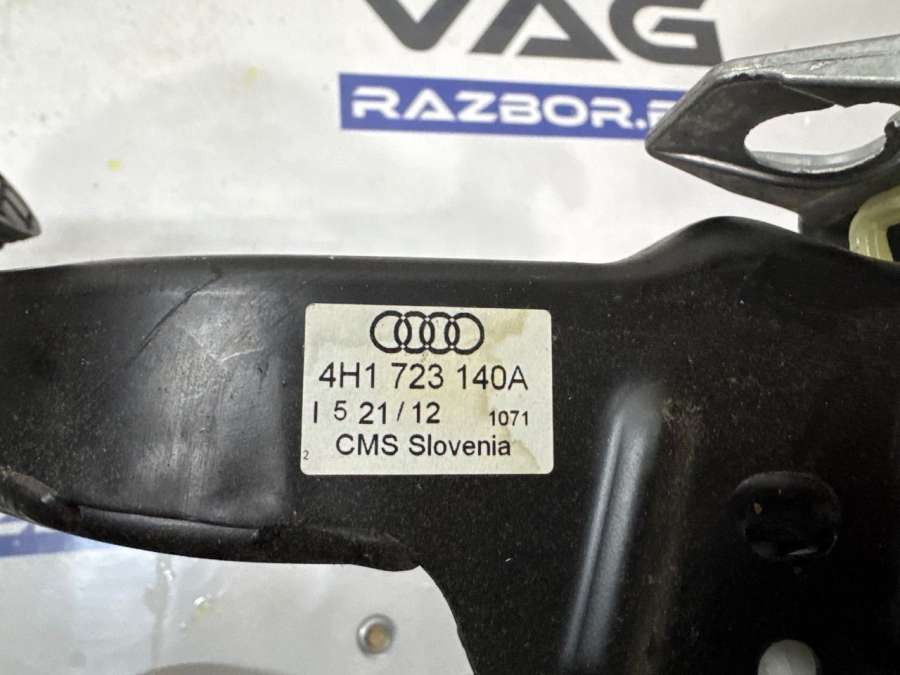 VAG
RAZBOR.
4H1 723 140A
I 5 21/12 1071
2 CMS Slovenia